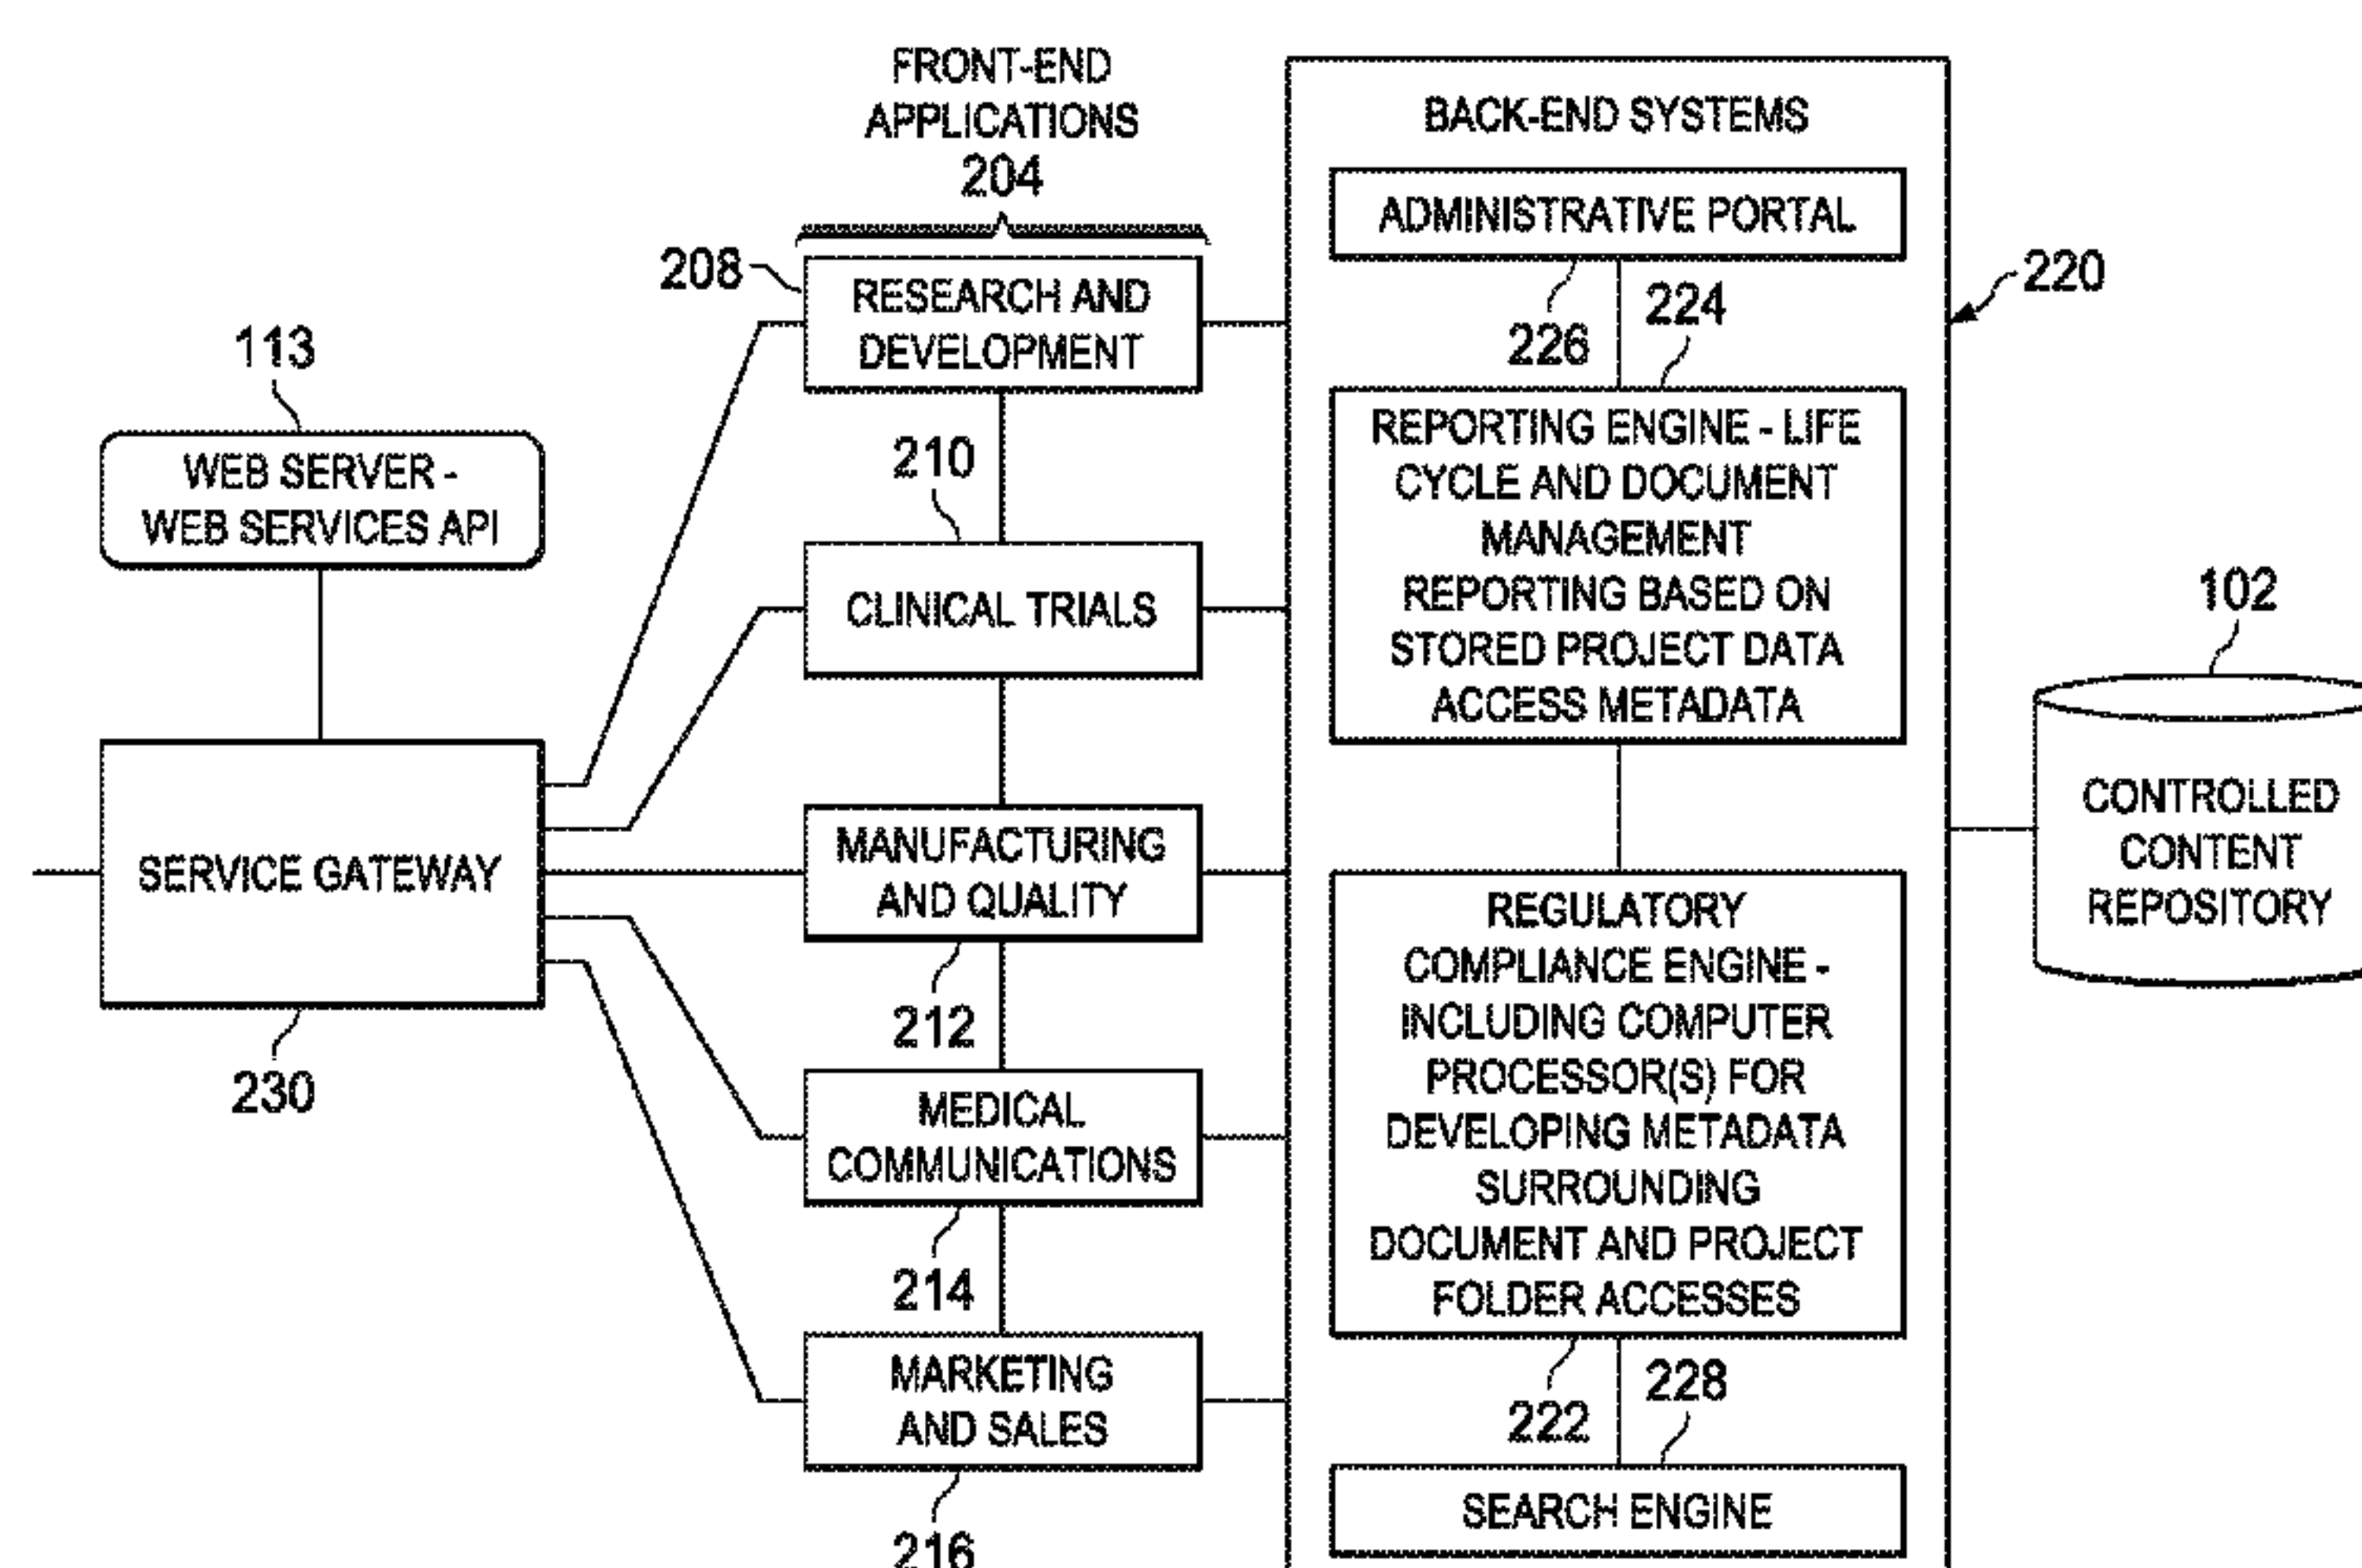 FRONT-END
APPLICATIONS
204
208
RESEARCH AND
DEVELOPMENT
113
WEB SERVER -
WEB SERVICES API
210
CLINICAL TRIALS
SERVICE GATEWAY
230
MANUFACTURING
AND QUALITY
212
MEDICAL
COMMUNICATIONS
214
MARKETING
AND SALES
216
BACK-END SYSTEMS
ADMINISTRATIVE PORTAL
226
224
220
REPORTING ENGINE - LIFE
CYCLE AND DOCUMENT
MANAGEMENT
REPORTING BASED ON
STORED PROJECT DATA
ACCESS METADATA
REGULATORY
COMPLIANCE ENGINE -
INCLUDING COMPUTER
PROCESSOR(S) FOR
DEVELOPING METADATA
SURROUNDING
DOCUMENT AND PROJECT
FOLDER ACCESSES
222
228
SEARCH ENGINE
102
CONTROLLED
CONTENT
REPOSITORY